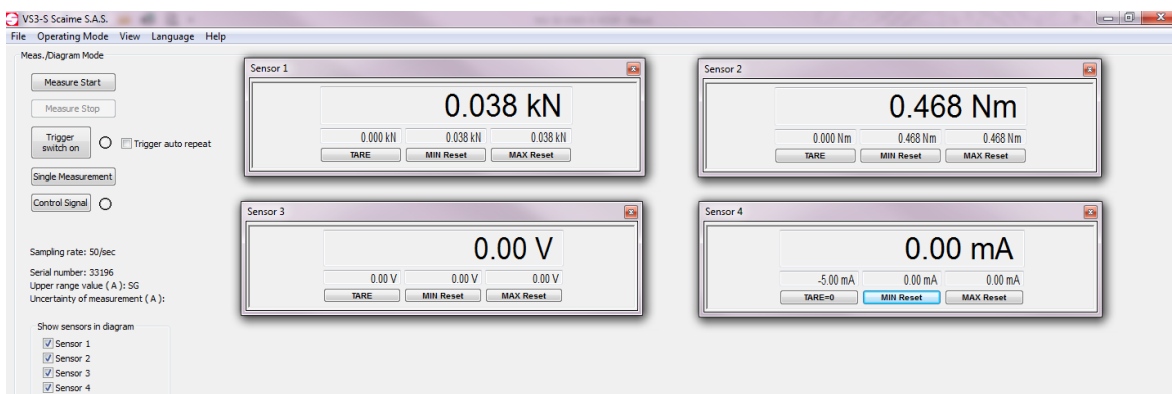 VS3-S Scaime S.A.S.
File Operating Mode View Language Help
Meas./Diagram Mode
Measure Start
Measure Stop
Trigger
switch on
Trigger auto repeat
Single Measurement
Control Signal
Sampling rate: 50/sec
Serial number: 33196
Upper range value ( A ): SG
Uncertainty of measurement ( A ):
Show sensors in diagram
Sensor 1
Sensor 2
Sensor 3
Sensor 4
Sensor 1
0.038 kN
0.000 kN 0.038 kN 0.038 kN
TARE MIN Reset MAX Reset
Sensor 2
0.468 Nm
0.000 Nm 0.468 Nm 0.468 Nm
TARE MIN Reset MAX Reset
Sensor 3
0.00 V
0.00 V 0.00 V 0.00 V
TARE MIN Reset MAX Reset
Sensor 4
0.00 mA
-5.00 mA 0.00 mA 0.00 mA
TARE=0 MIN Reset MAX Reset